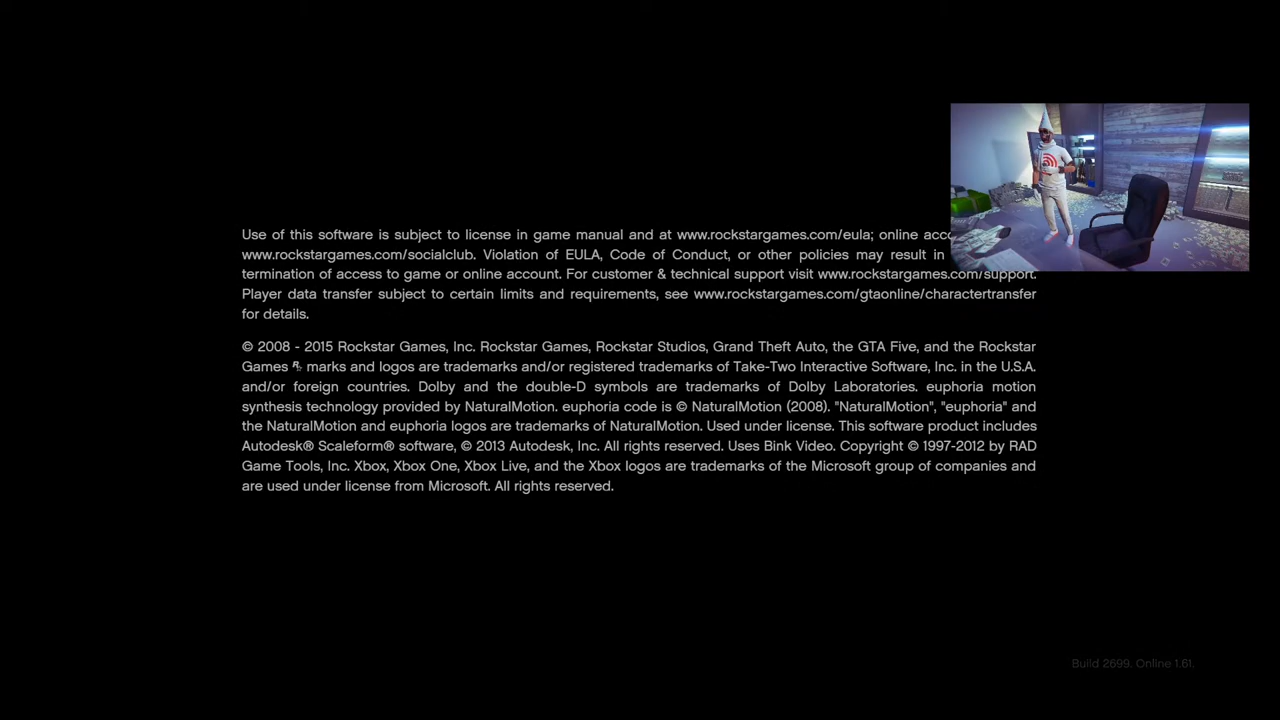 Use of this software is subject to license in game manual and at www.rockstargames.com/eula; online acco
www.rockstargames.com/socialclub. Violation of EULA, Code of Conduct, or other policies may result in
termination of access to game or online account. For customer & technical support visit www.rockstargames.com/support.
Player data transfer subject to certain limits and requirements, see www.rockstargames.com/gtaonline/charactertransfer
for details.
© 2008 - 2015 Rockstar Games, Inc. Rockstar Games, Rockstar Studios, Grand Theft Auto, the GTA Five, and the Rockstar
Games R* marks and logos are trademarks and/or registered trademarks of Take-Two Interactive Software, Inc. in the U.S.A.
and/or foreign countries. Dolby and the double-D symbols are trademarks of Dolby Laboratories. euphoria motion
synthesis technology provided by NaturalMotion. euphoria code is © NaturalMotion (2008). "NaturalMotion", "euphoria" and
the NaturalMotion and euphoria logos are trademarks of NaturalMotion. Used under license. This software product includes
Autodesk® Scaleform® software, © 2013 Autodesk, Inc. All rights reserved. Uses Bink Video. Copyright © 1997-2012 by RAD
Game Tools, Inc. Xbox, Xbox One, Xbox Live, and the Xbox logos are trademarks of the Microsoft group of companies and
are used under license from Microsoft. All rights reserved.
Build 2699. Online 1.61.